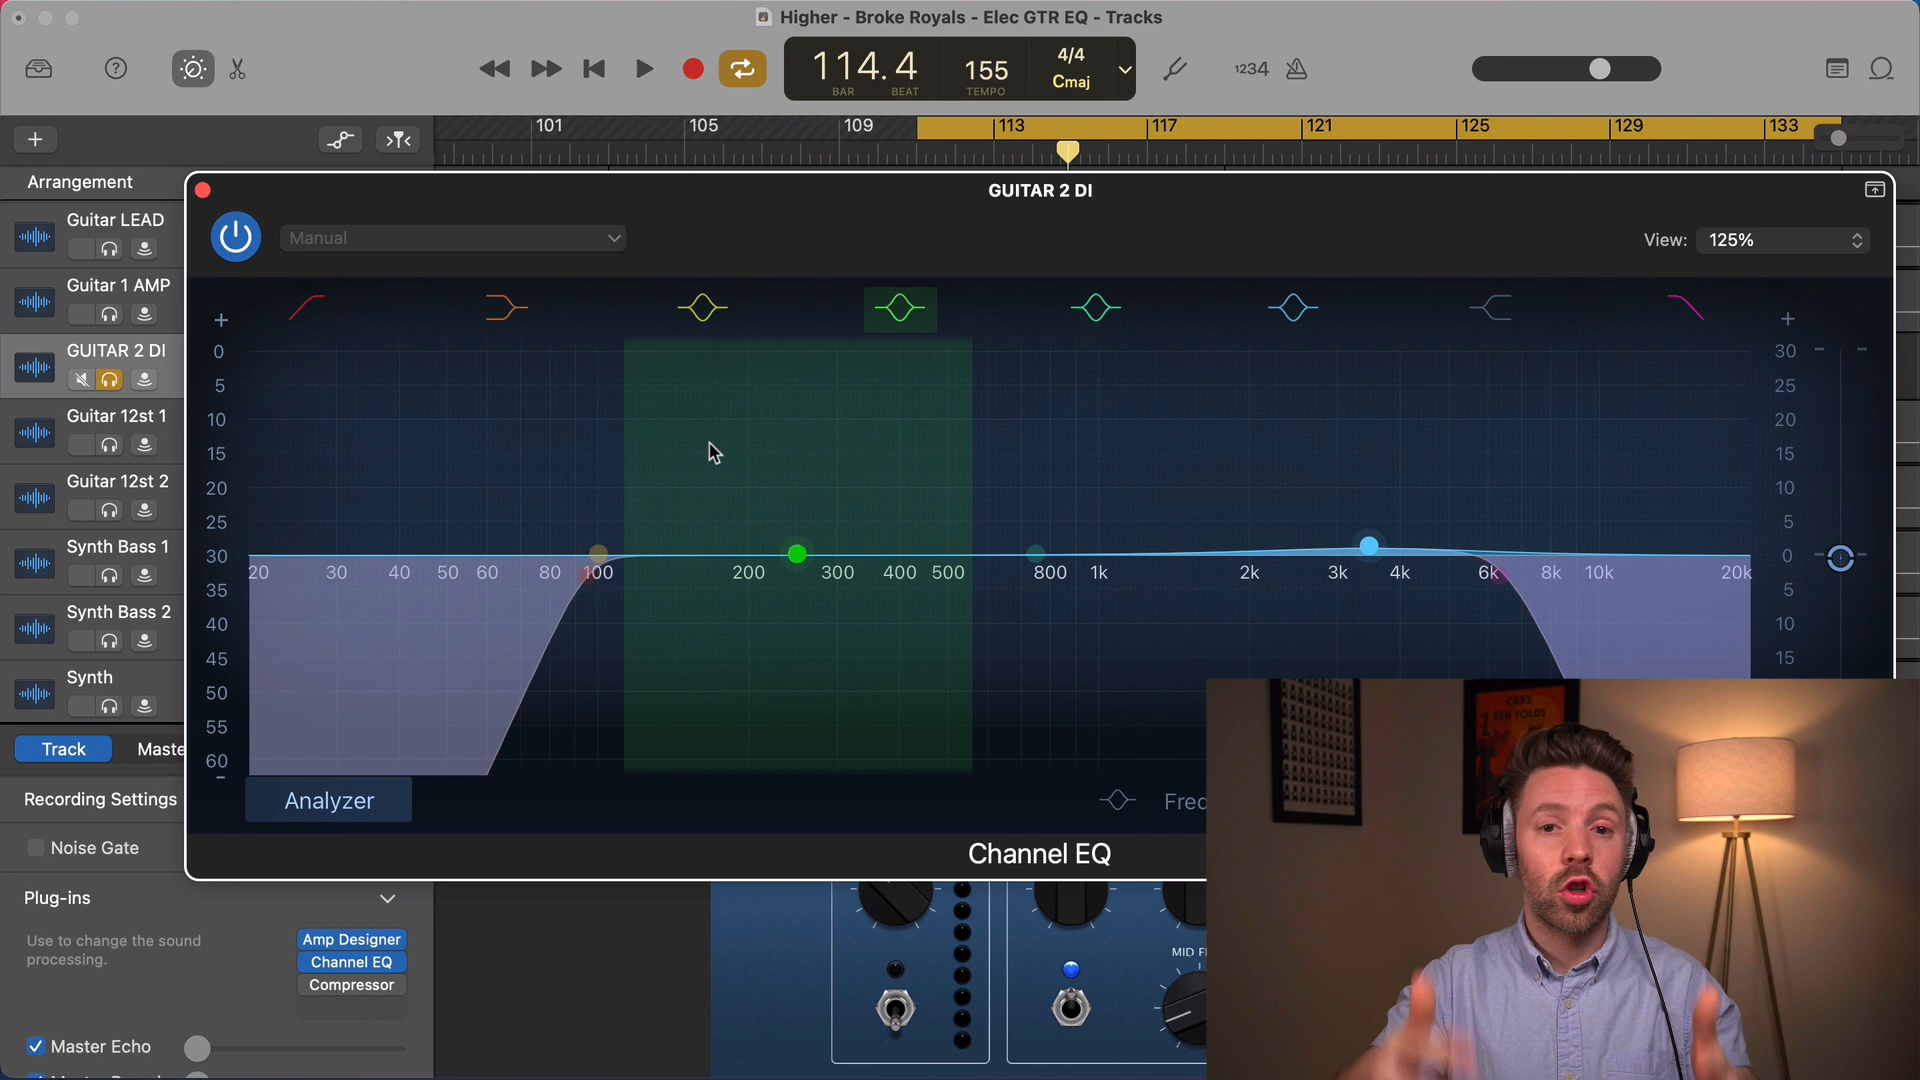 Higher - Broke Royals - Elec GTR EQ - Tracks
114.4
BAR
BEAT
155
TEMPO
4/4
Cmaj
1234
101
105
109
113
117
121
125
129
133
Arrangement
Guitar LEAD
Guitar 1 AMP
GUITAR 2 DI
Guitar 12st 1
Guitar 12st 2
Synth Bass 1
Synth Bass 2
Synth
GUITAR 2 DI
Manual
View: 125%
+
0
5
10
15
20
25
30
35
40
45
50
55
60
-
+
30
25
20
15
10
5
0
5
10
15
20 30 40 50 60 80 100 200 300 400 500 800 1k 2k 3k 4k 6k 8k 10k 20k
Analyzer
Channel EQ
Track
Recording Settings
Noise Gate
Plug-ins
Use to change the sound
processing.
Amp Designer
Channel EQ
Compressor
Master Echo
MID
CAKE
BEN FOLDS